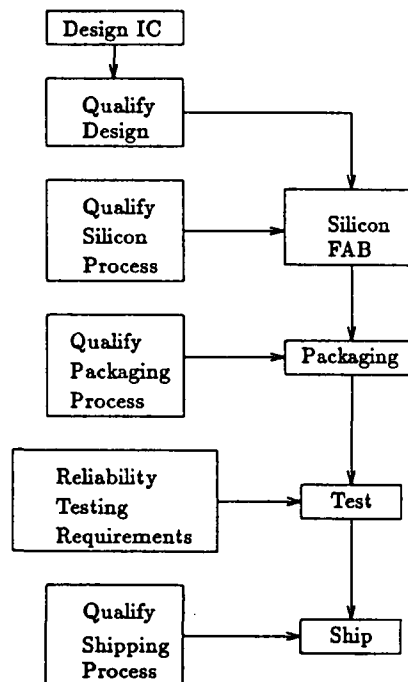 Design IC
Qualify
Design
Qualify
Silicon
Process
Silicon
FAB
Qualify
Packaging
Process
Packaging
Reliability
Testing
Requirements
Test
Qualify
Shipping
Process
Ship